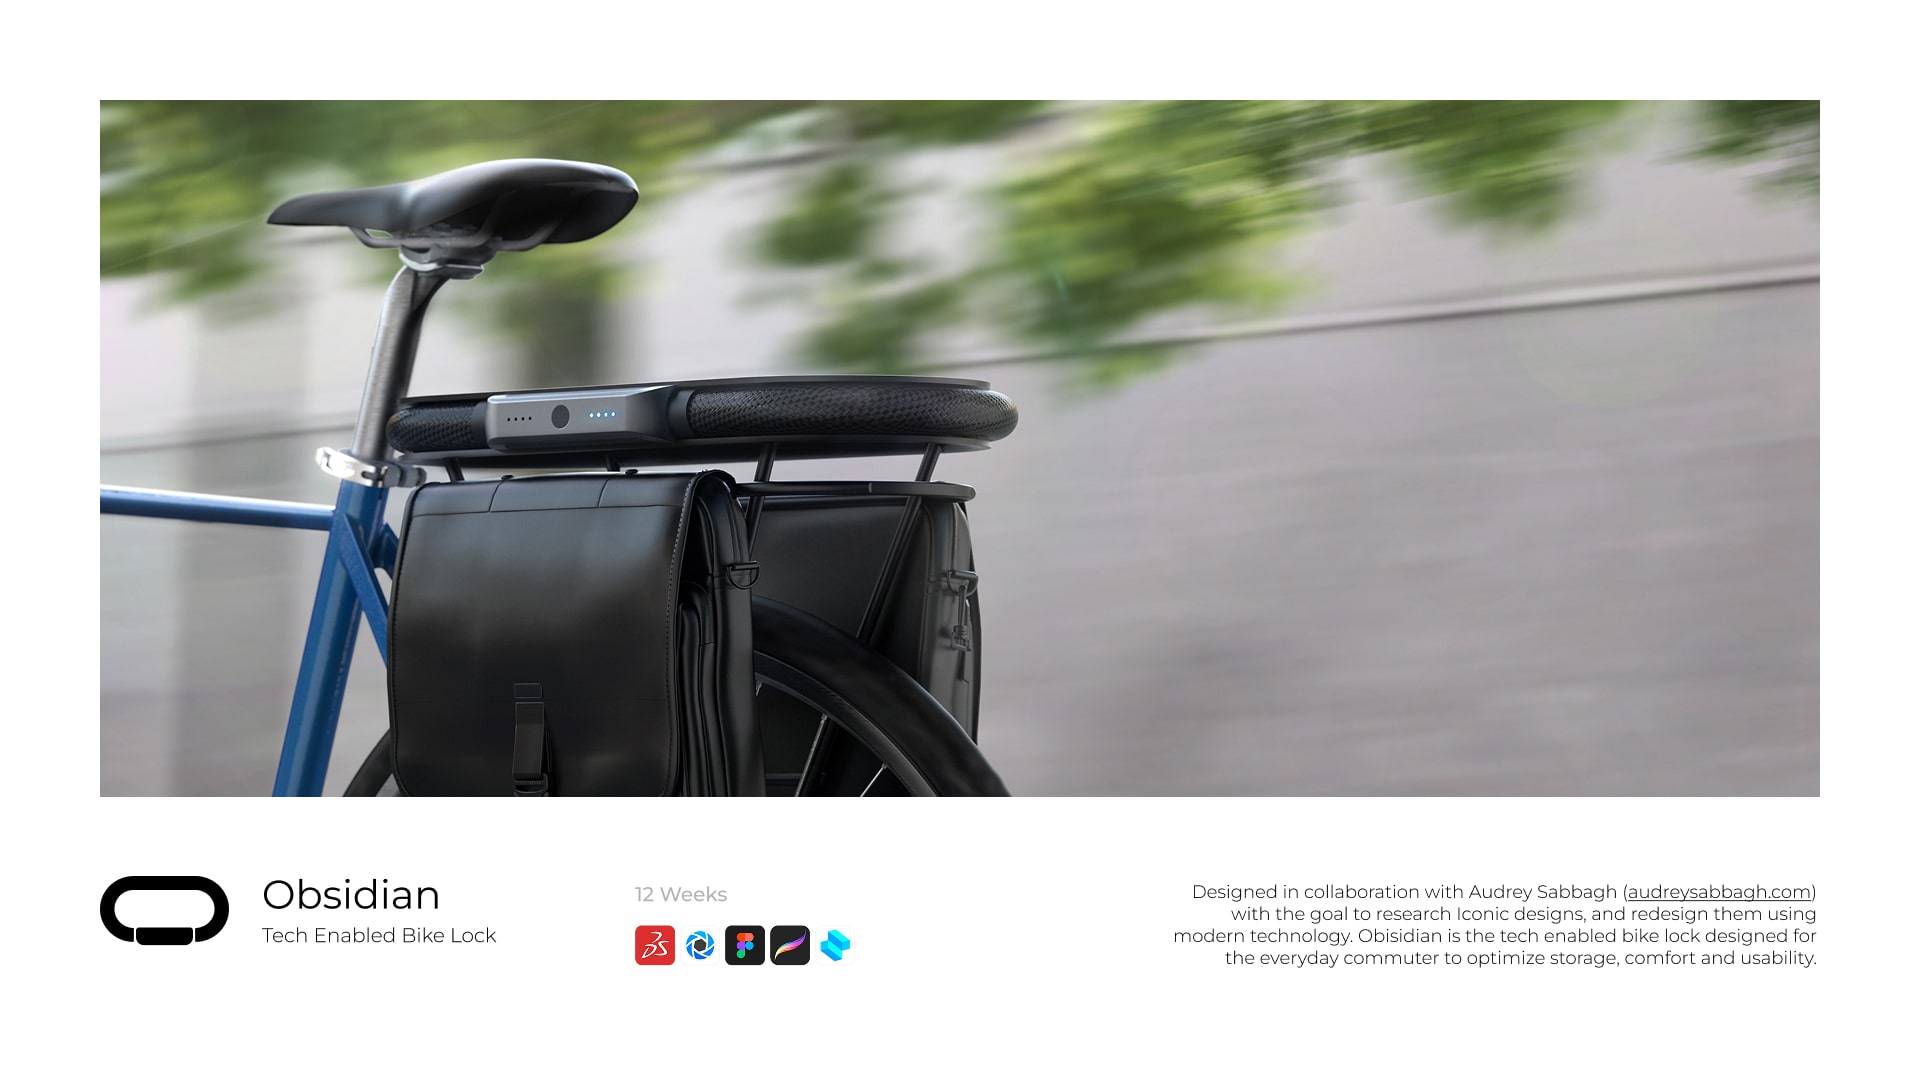 Obsidian
Tech Enabled Bike Lock
12 Weeks
Designed in collaboration with Audrey Sabbagh (audreysabbagh.com)
with the goal to research Iconic designs, and redesign them using
modern technology. Obisidian is the tech enabled bike lock designed for
the everyday commuter to optimize storage, comfort and usability.